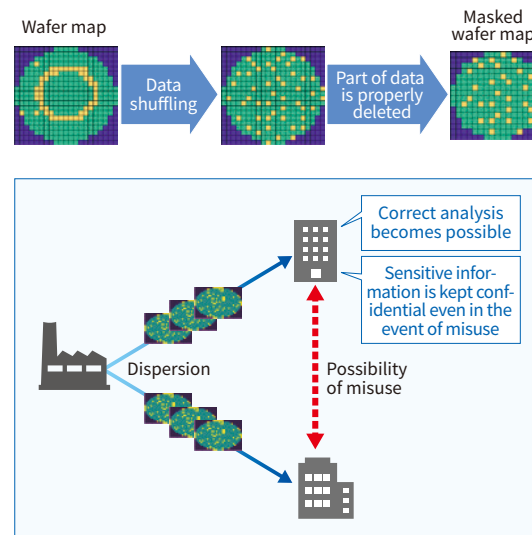 Wafer map
Data
shuffling
Part of data
is properly
deleted
Masked
wafer map
Correct analysis
becomes possible
Sensitive infor-
mation is kept conf-
idential even in the
event of misuse
Dispersion
Possibility
of misuse